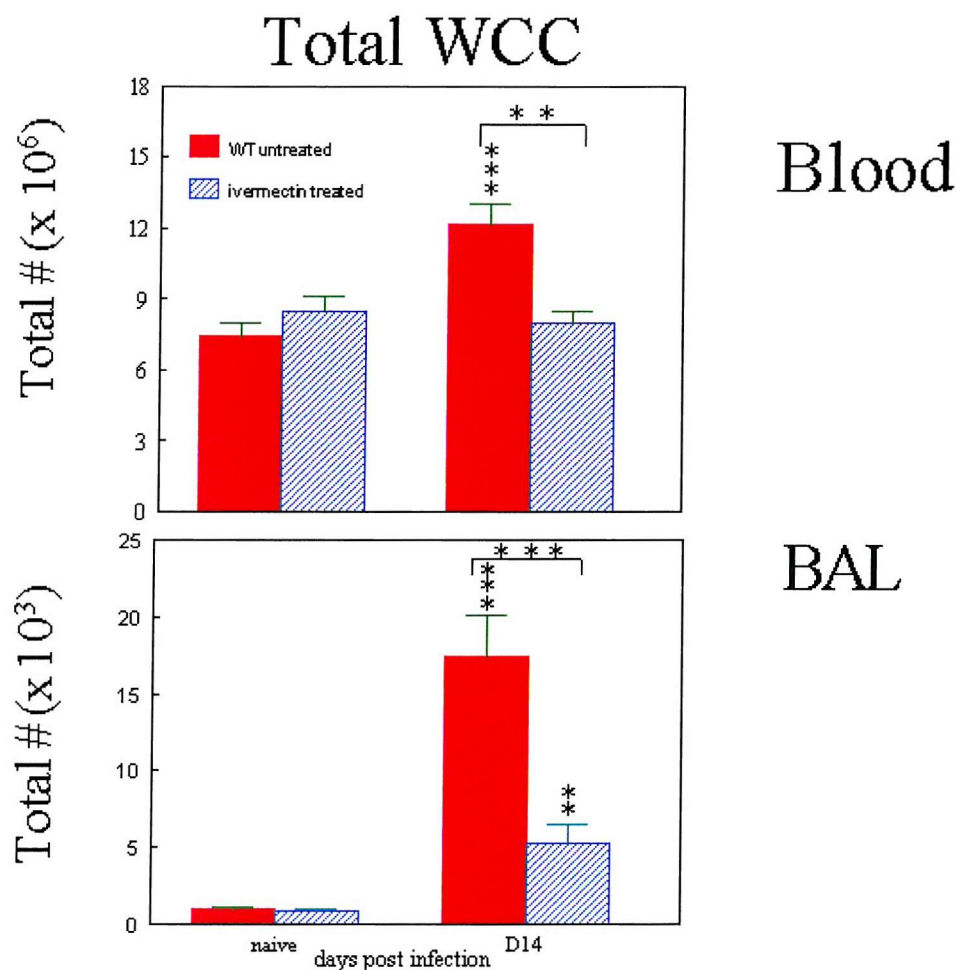 Total WCC
Total # (x 10⁶)
18
15
12
9
6
3
0
WT untreated
ivermectin treated
* *
***
Blood
Total # (x 10³)
25
20
15
10
5
0
* * *
***
**
BAL
naive
D14
days post infection